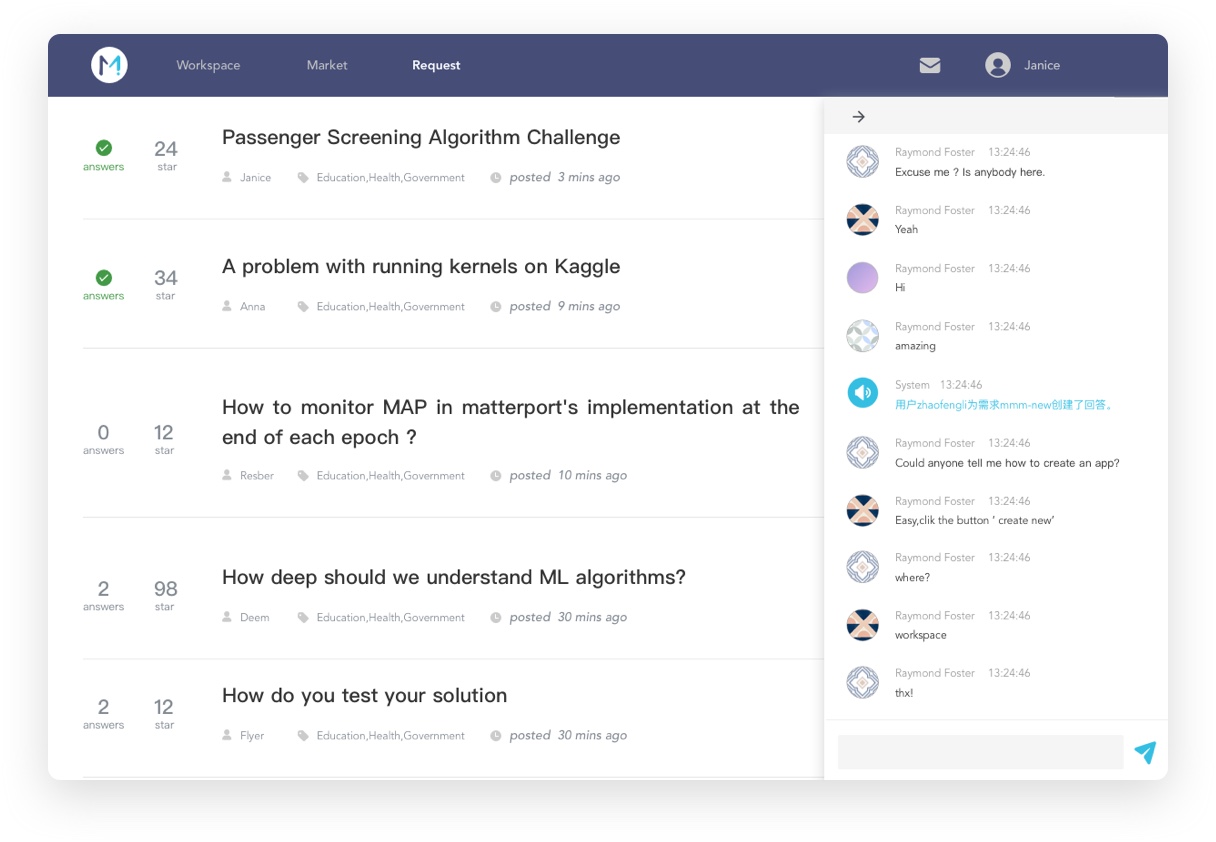 M!
Workspace
Market
Request
Janice
24
answers
star
Passenger Screening Algorithm Challenge
Janice
Education,Health,Government
posted 3 mins ago
34
answers
star
A problem with running kernels on Kaggle
Anna
Education,Health,Government
posted 9 mins ago
0
12
answers
star
How to monitor MAP in matterport's implementation at the
end of each epoch ?
Resber
Education,Health,Government
posted 10 mins ago
2
98
answers
star
How deep should we understand ML algorithms?
Deem
Education,Health,Government
posted 30 mins ago
2
12
answers
star
How do you test your solution
Flyer
Education,Health,Government
posted 30 mins ago
Raymond Foster 13:24:46
Excuse me ? Is anybody here.
Raymond Foster 13:24:46
Yeah
Raymond Foster 13:24:46
Hi
Raymond Foster 13:24:46
amazing
System 13:24:46
用户zhaofengli为需求mmm-new创建了回答。
Raymond Foster 13:24:46
Could anyone tell me how to create an app?
Raymond Foster 13:24:46
Easy,clik the button ‘ create new’
Raymond Foster 13:24:46
where?
Raymond Foster 13:24:46
workspace
Raymond Foster 13:24:46
thx!